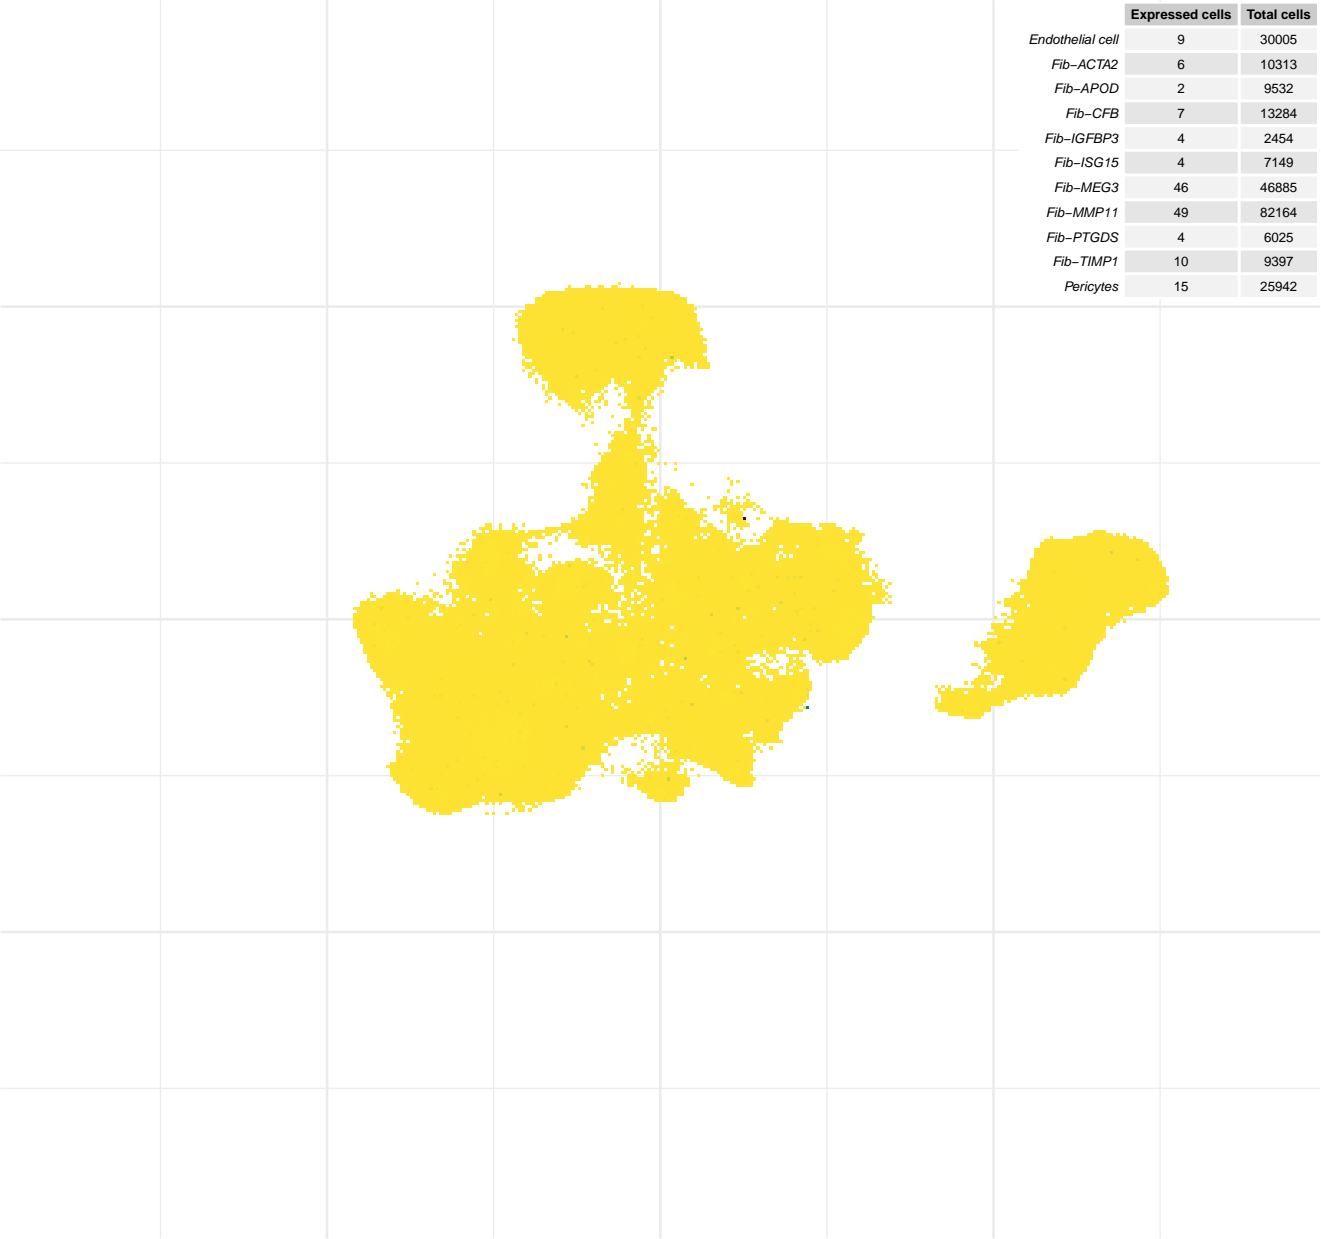 Expressed cells Total cells
Endothelial cell 9 30005
Fib−ACTA2 6 10313
Fib−APOD 2 9532
Fib−CFB 7 13284
Fib−IGFBP3 4 2454
Fib−ISG15 4 7149
Fib−MEG3 46 46885
Fib−MMP11 49 82164
Fib−PTGDS 4 6025
Fib−TIMP1 10 9397
Pericytes 15 25942